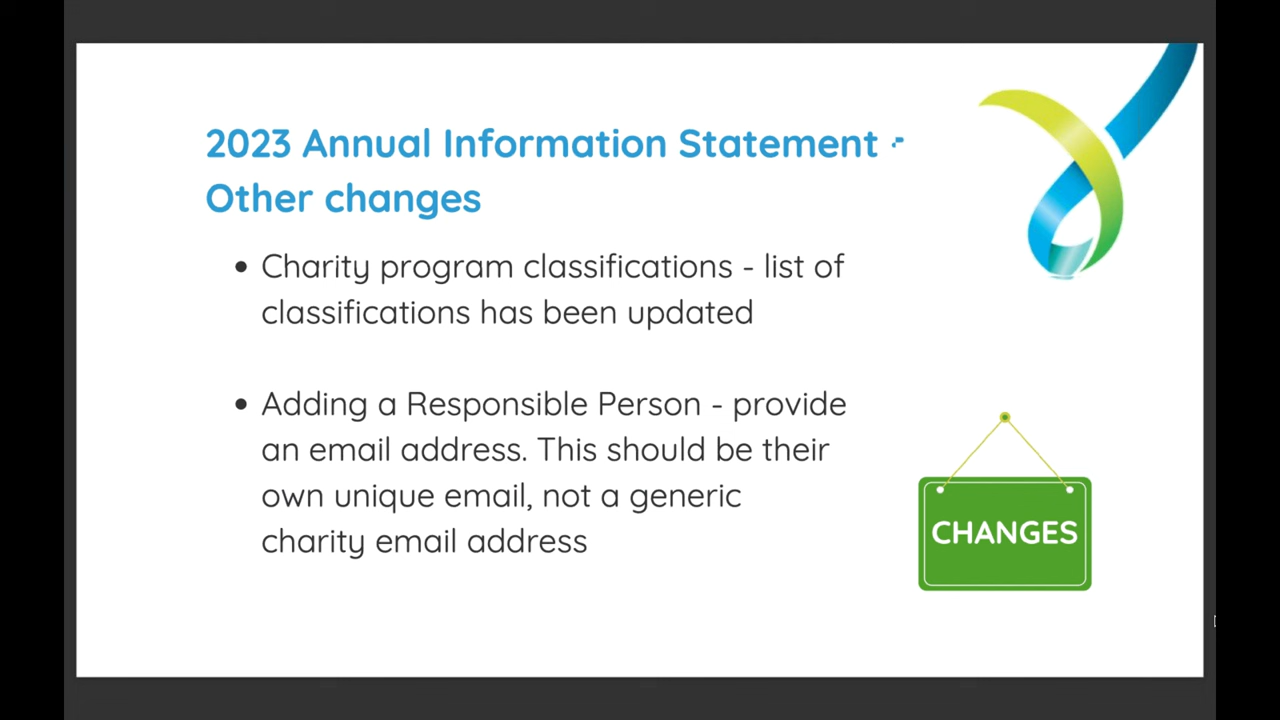 2023 Annual Information Statement -
Other changes
• Charity program classifications - list of
classifications has been updated
• Adding a Responsible Person - provide
an email address. This should be their
own unique email, not a generic
charity email address
CHANGES